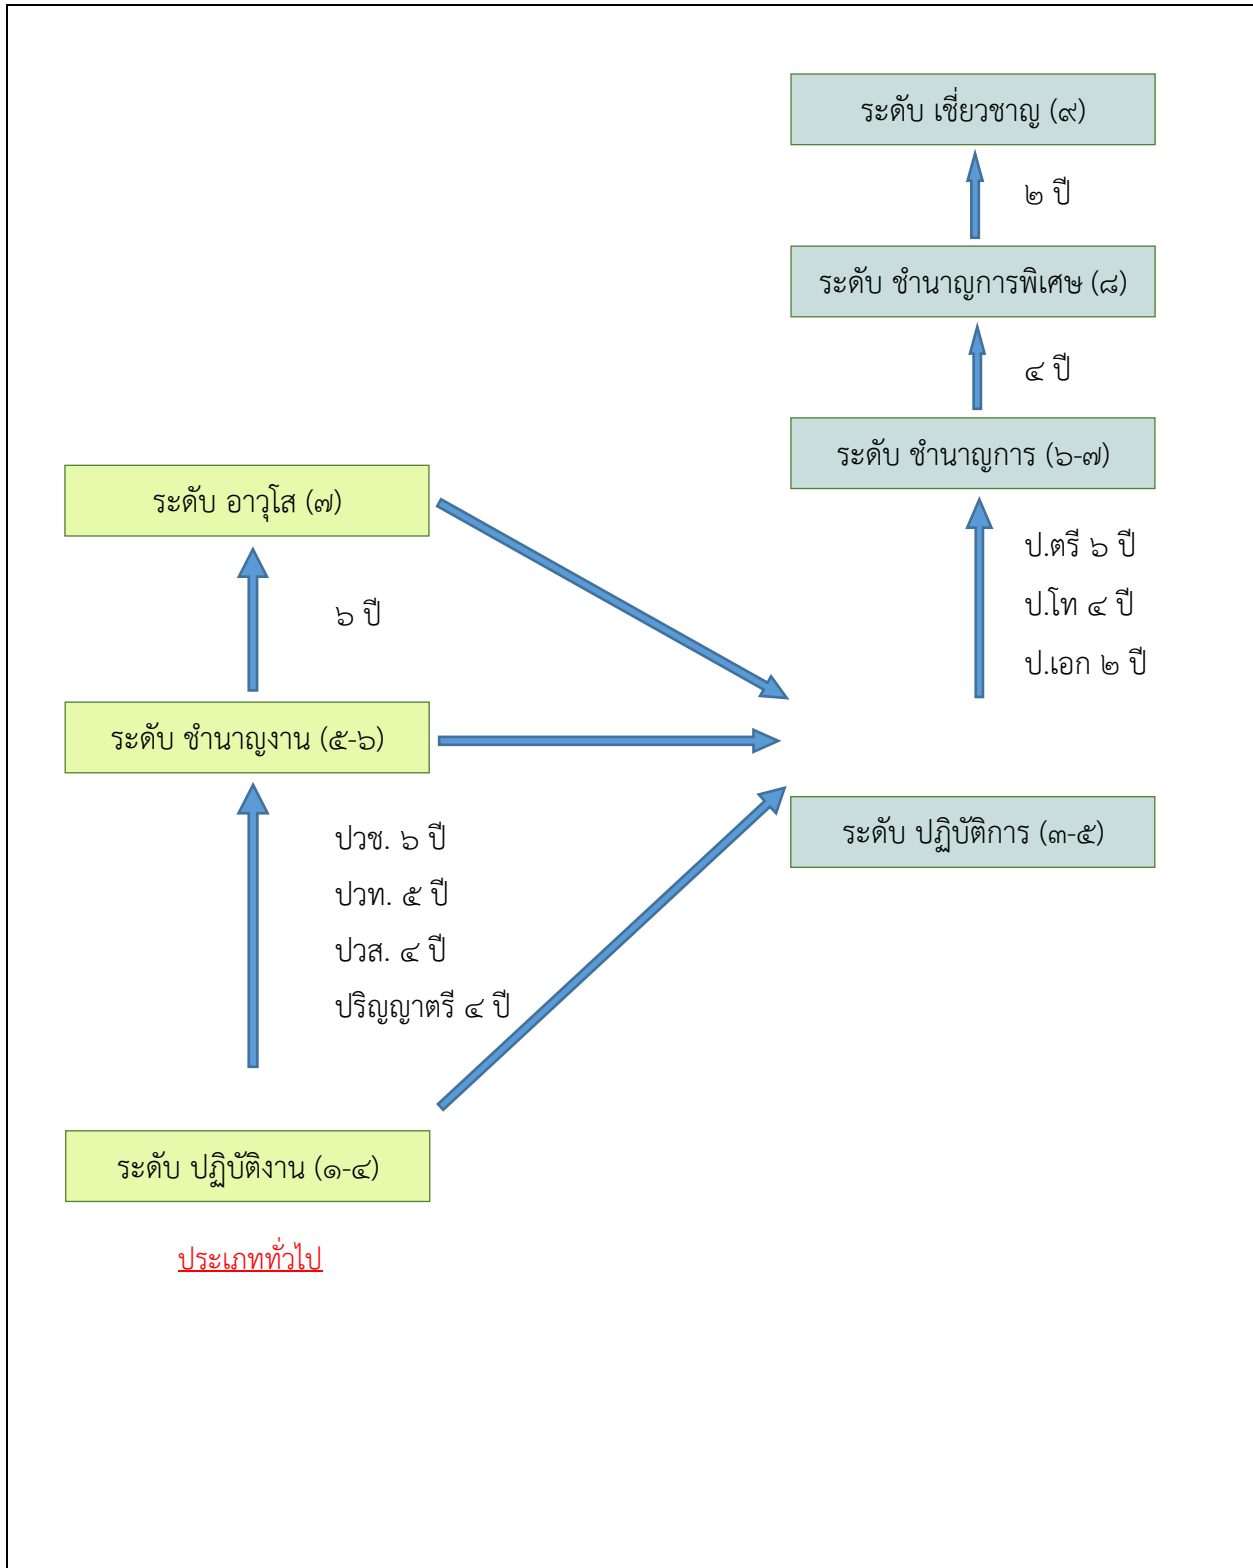 ระดับ เชี่ยวชาญ (๙)
๒ ปี
ระดับ ชำนาญการพิเศษ (๘)
๔ ปี
ระดับ ชำนาญการ (๖-๗)
ระดับ อาวุโส (๗)
ป.ตรี ๖ ปี
ป.โท ๔ ปี
ป.เอก ๒ ปี
๖ ปี
ระดับ ชำนาญงาน (๕-๖)
ระดับ ปฏิบัติการ (๓-๕)
ปวช. ๖ ปี
ปวท. ๕ ปี
ปวส. ๔ ปี
ปริญญาตรี ๔ ปี
ระดับ ปฏิบัติงาน (๑-๔)
ประเภททั่วไป